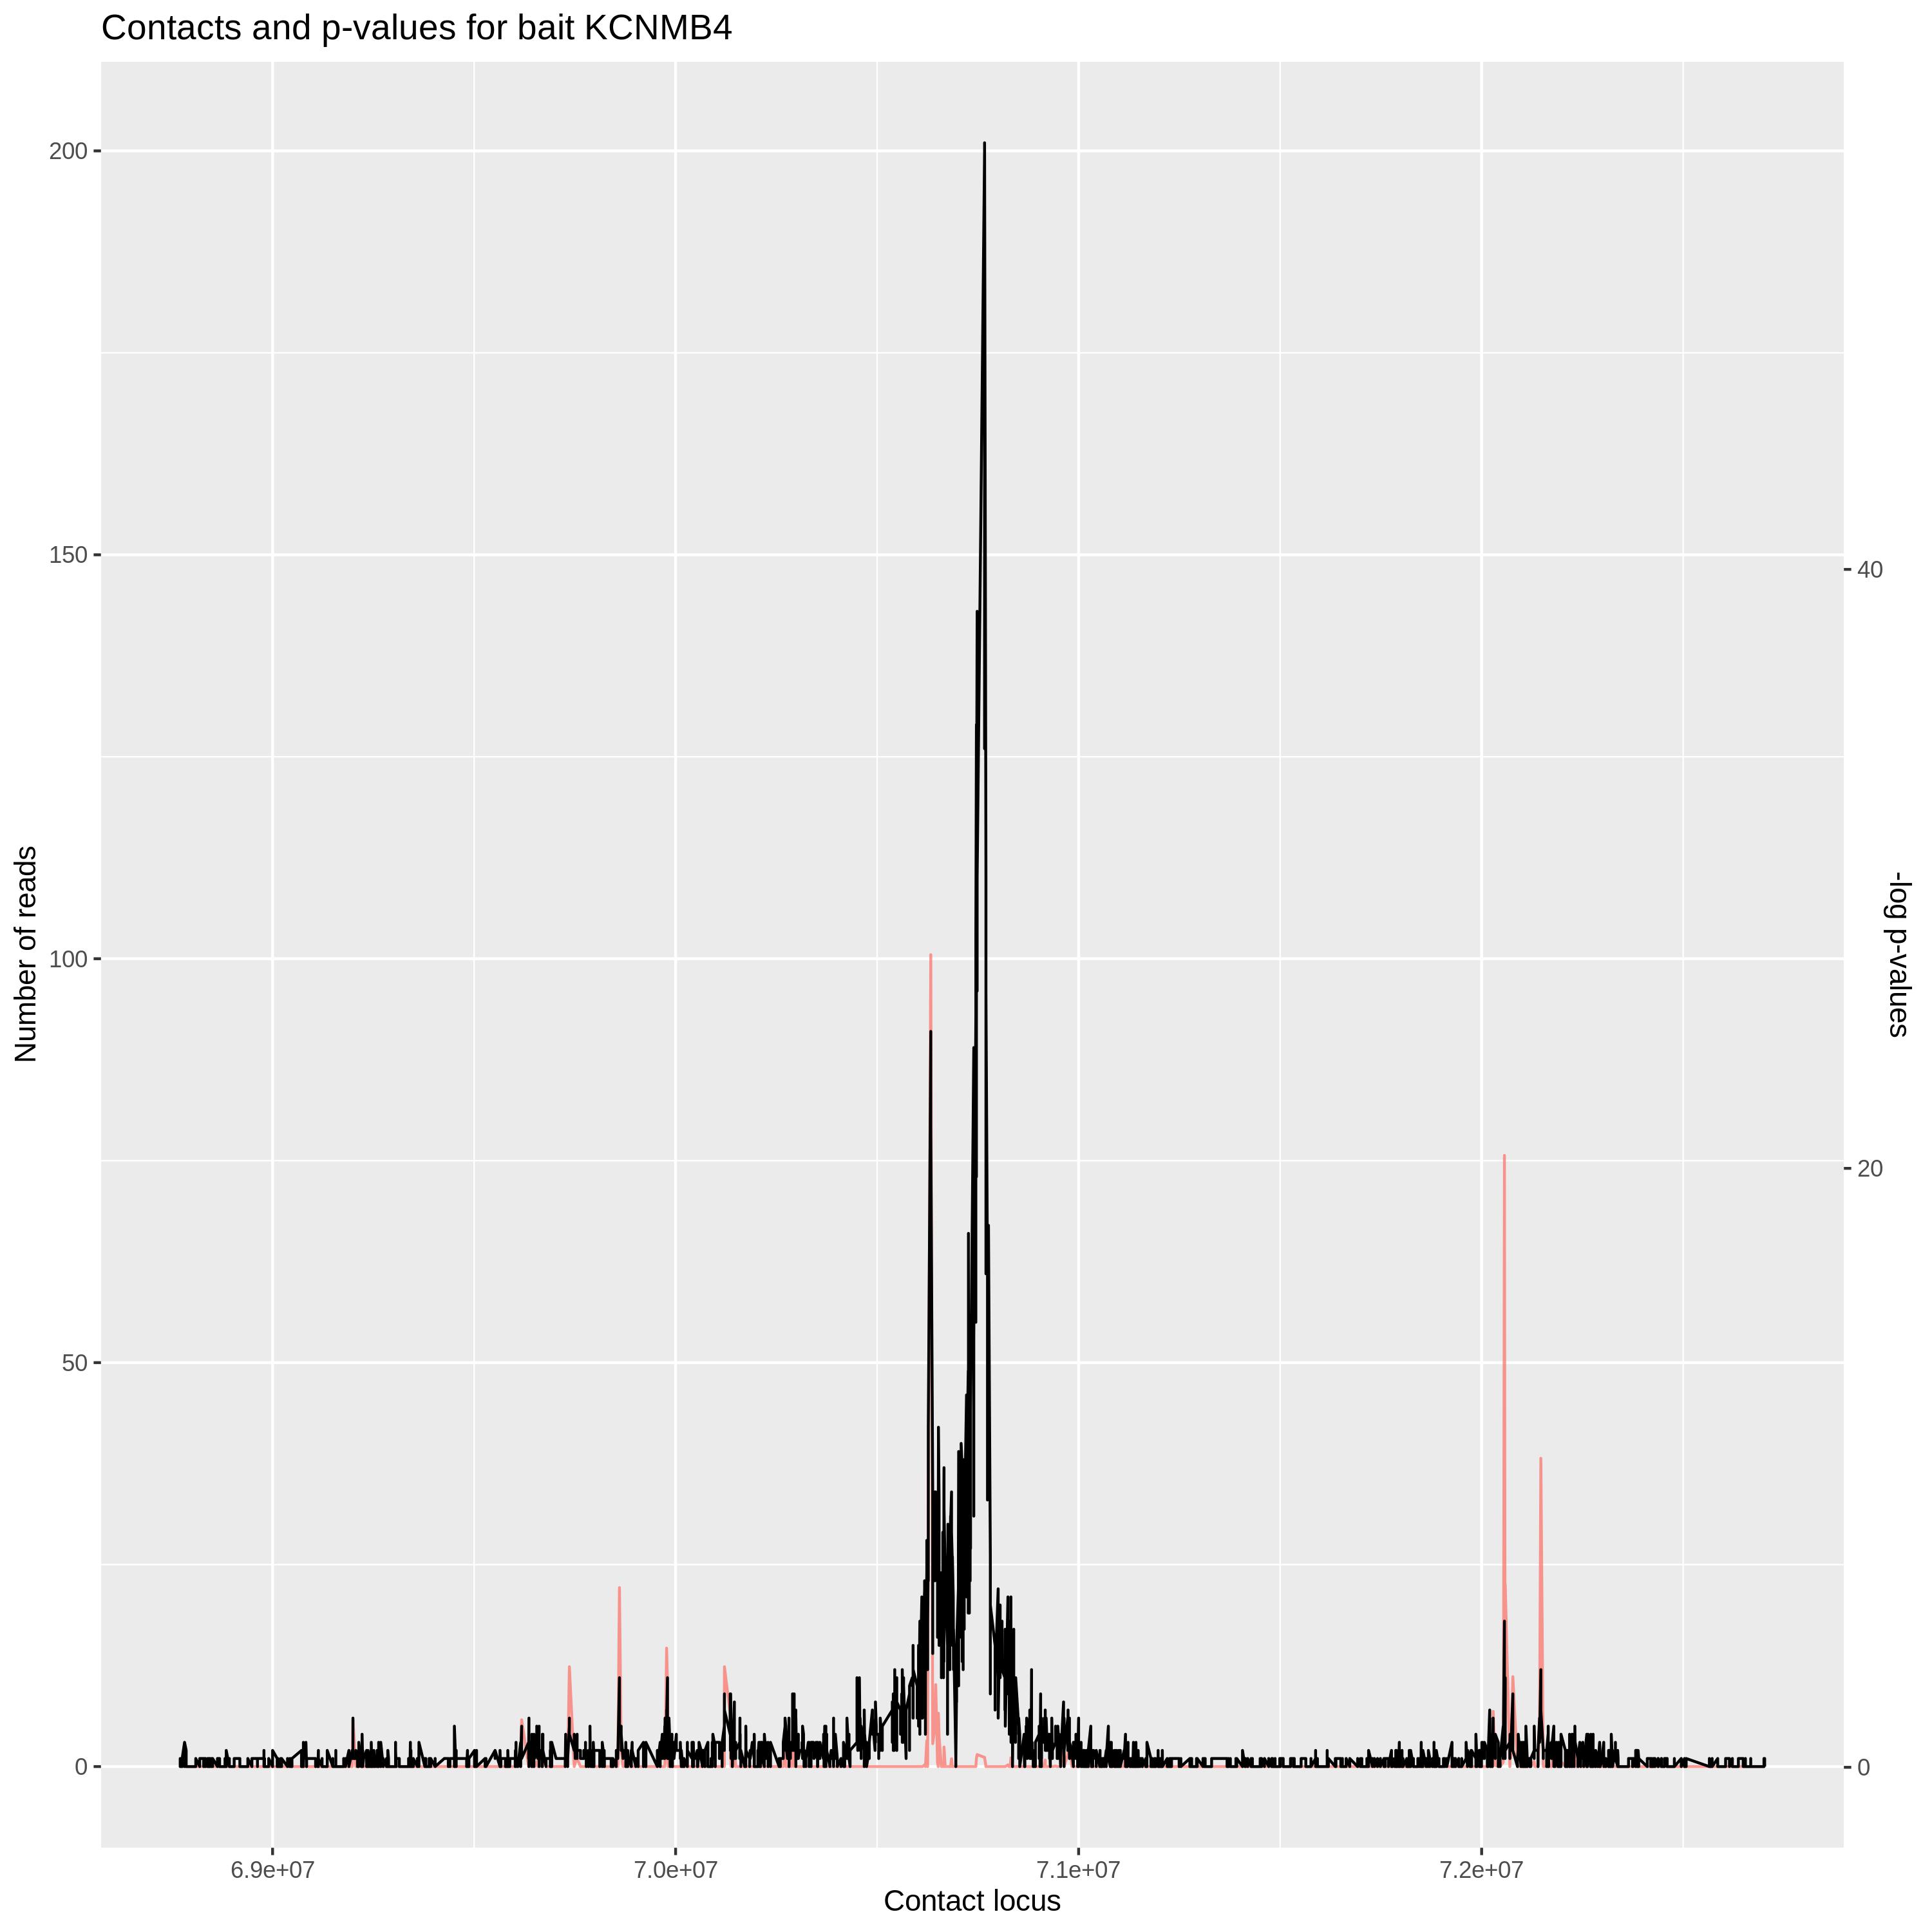 Contacts and p-values for bait KCNMB4
200
150
100
50
0
Number of reads
40
20
0
-log p-values
6.9e+07
7.0e+07
7.1e+07
7.2e+07
Contact locus